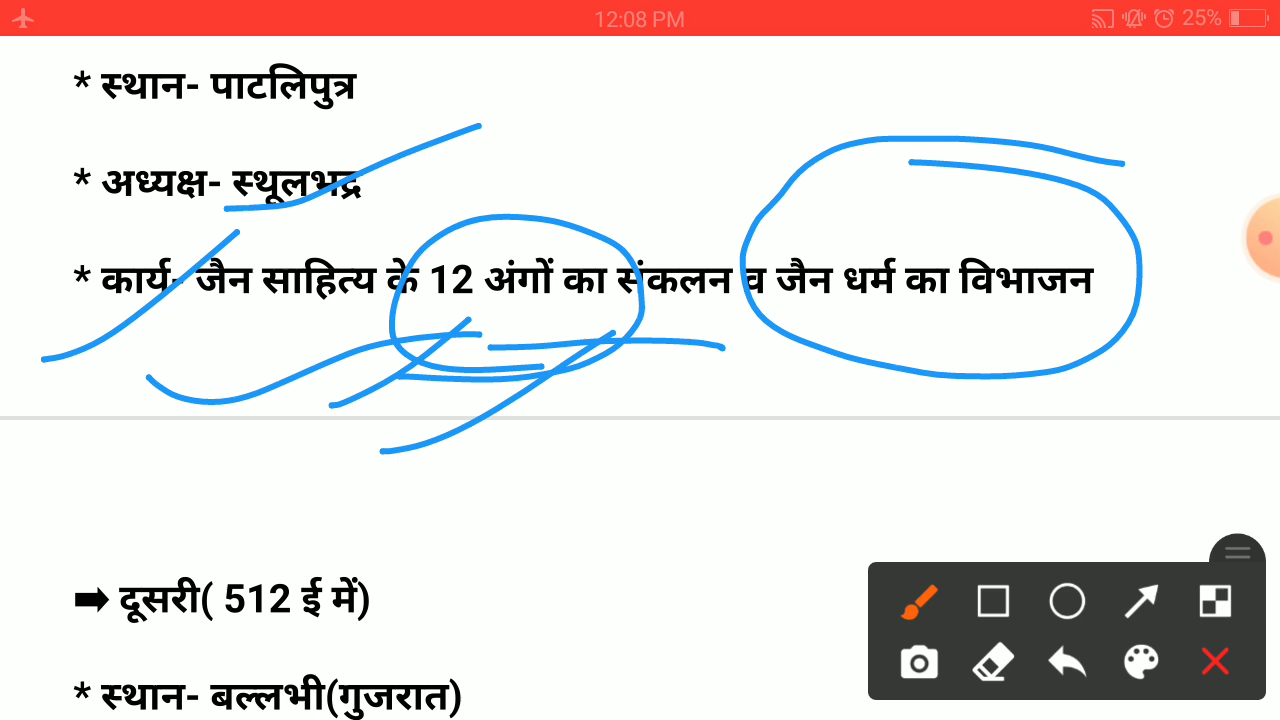 12:08 PM
25%
* स्थान- पाटलिपुत्र
* अध्यक्ष- स्थूलभद्र
* कार्य- जैन साहित्य के 12 अंगों का संकलन व जैन धर्म का विभाजन
➡ दूसरी( 512 ई में)
* स्थान- बल्लभी(गुजरात)